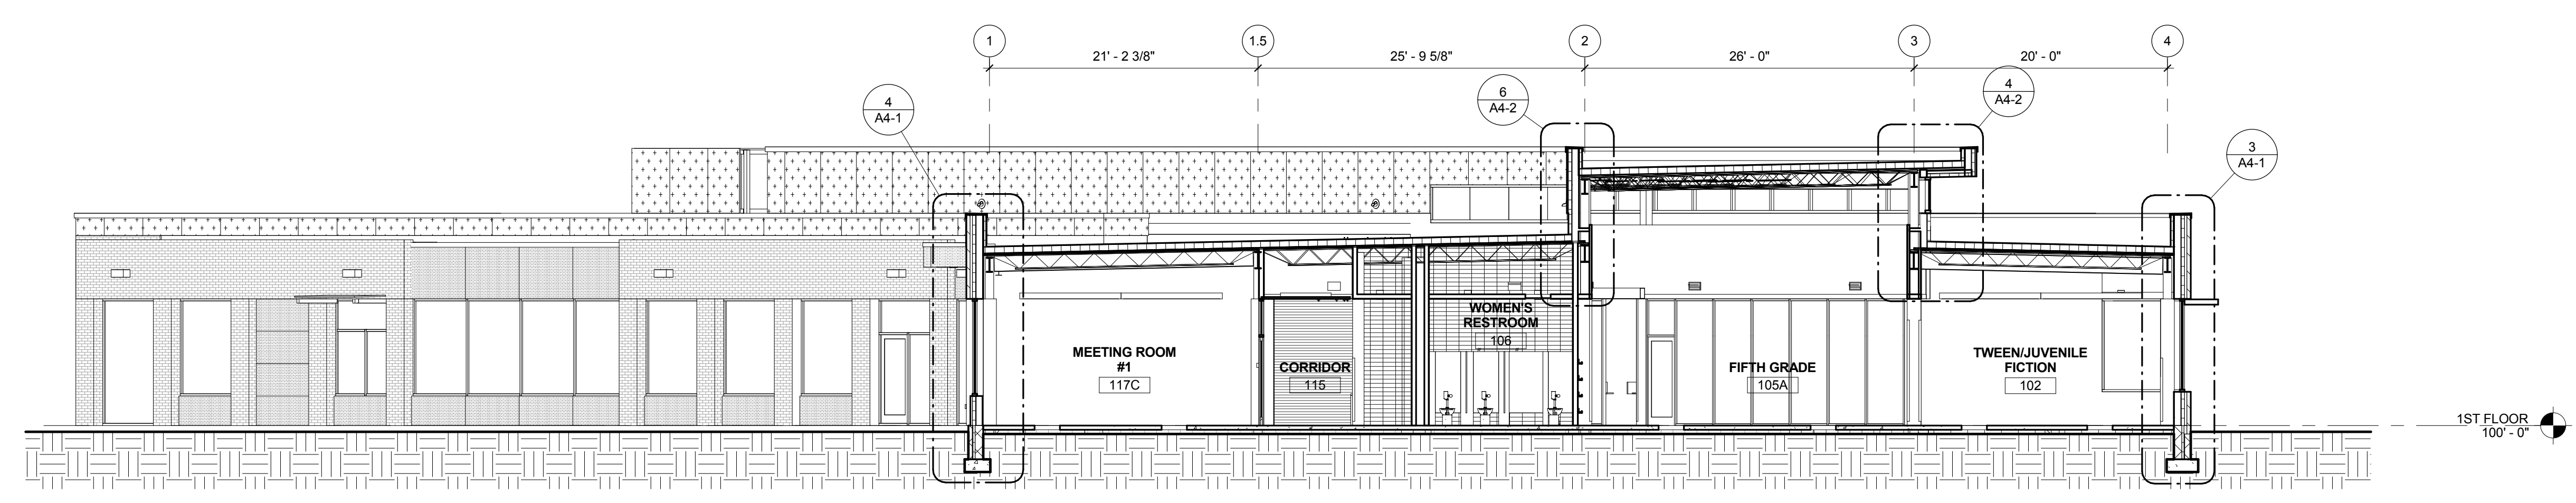 1
1.5
2
3
4
21' - 2 3/8"
25' - 9 5/8"
26' - 0"
20' - 0"
4
A4-1
6
A4-2
4
A4-2
3
A4-1
MEETING ROOM
#1
117C
CORRIDOR
115
WOMEN'S
RESTROOM
106
FIFTH GRADE
105A
TWEEN/JUVENILE
FICTION
102
1ST FLOOR
100' - 0"